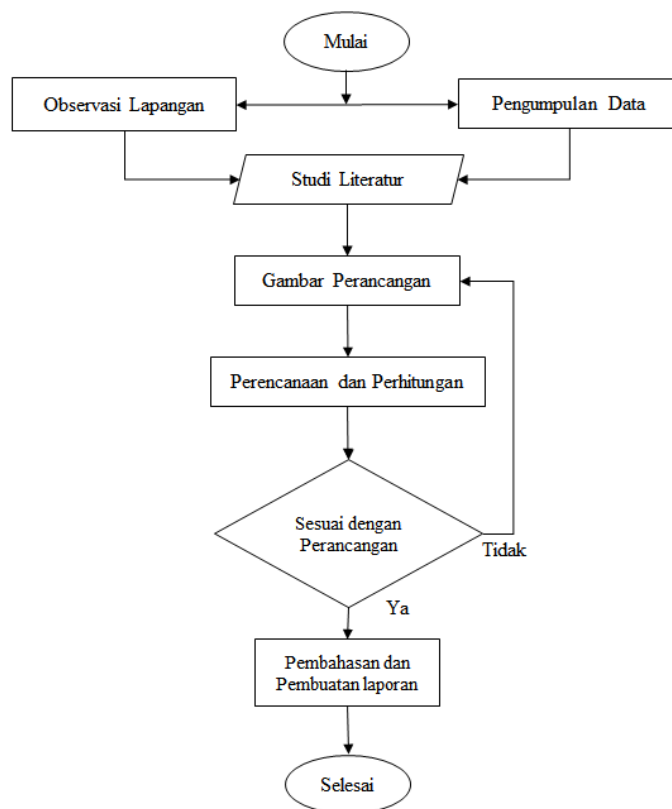 Mulai
Observasi Lapangan
Pengumpulan Data
Studi Literatur
Gambar Perancangan
Perencanaan dan Perhitungan
Sesuai dengan
Perancangan
Tidak
Ya
Pembahasan dan
Pembuatan laporan
Selesai